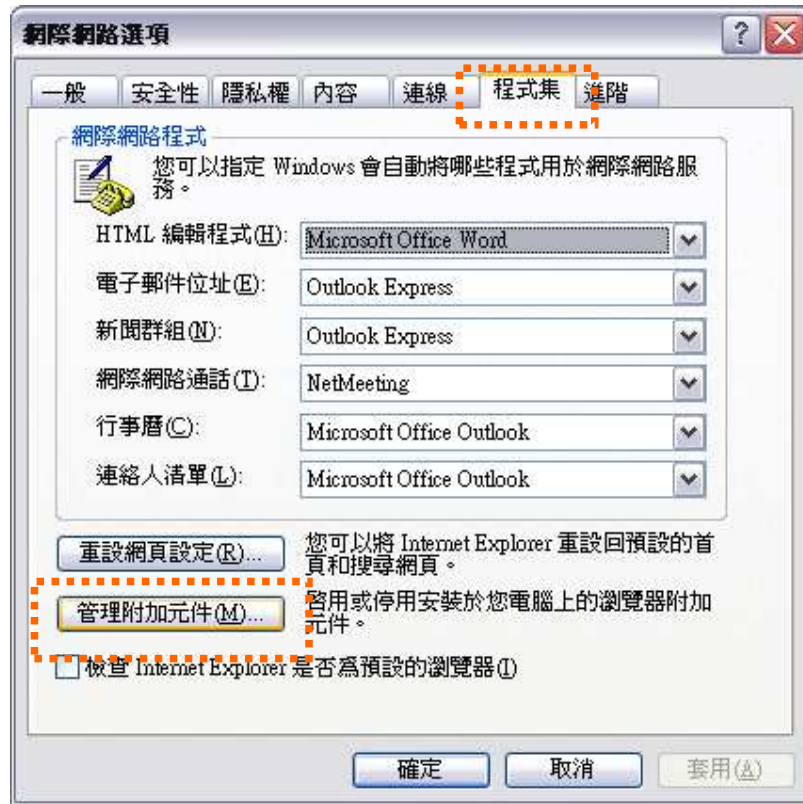 網際網路選項
一般 安全性 隱私權 內容 連線 程式集 進階
網際網路程式
您可以指定 Windows 會自動將哪些程式用於網際網路服
務。
HTML 編輯程式(H): Microsoft Office Word
電子郵件位址(E): Outlook Express
新聞群組(N): Outlook Express
網際網路通話(T): NetMeeting
行事曆(C): Microsoft Office Outlook
連絡人清單(L): Microsoft Office Outlook
重設網頁設定(R)... 您可以將 Internet Explorer 重設回預設的首
頁和搜尋網頁。
管理附加元件(M)... 啓用或停用安裝於您電腦上的瀏覽器附加
元件。
檢查 Internet Explorer 是否爲預設的瀏覽器(I)
確定 取消 套用(A)